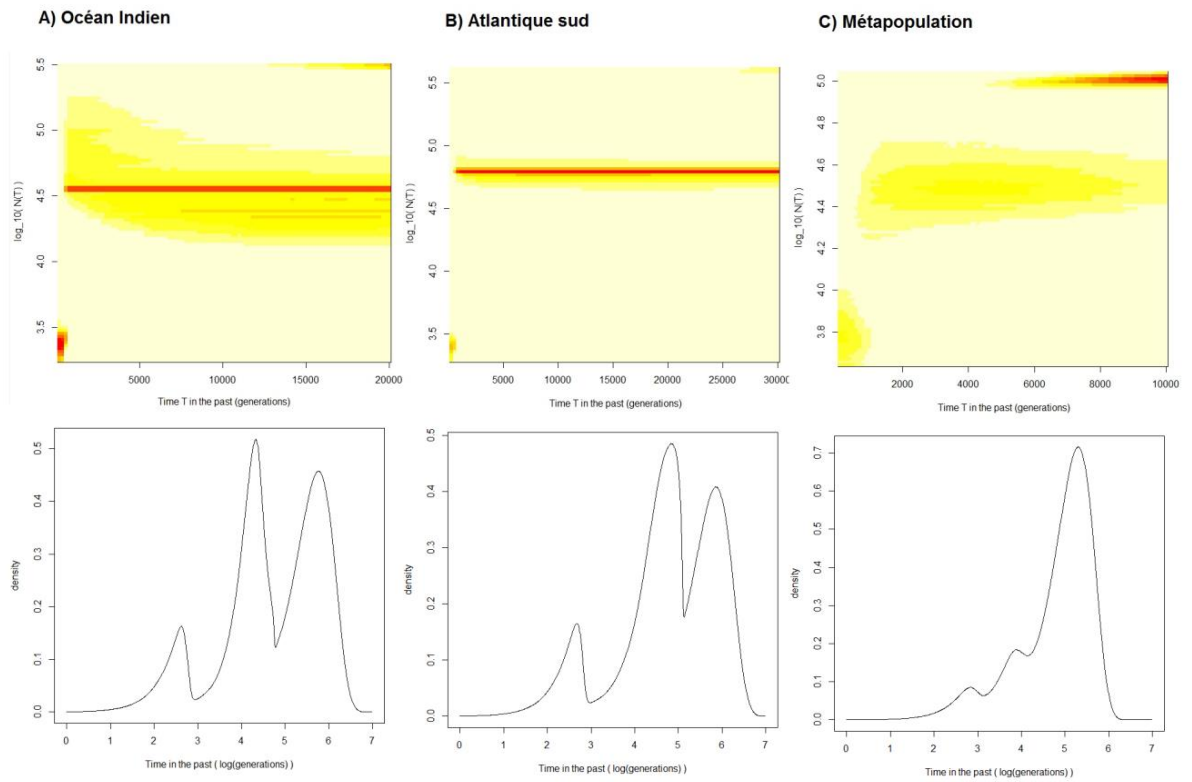 A) Océan Indien
B) Atlantique sud
C) Métapopulation
log_10( N(T) )
5.5
5.0
4.5
4.0
3.5
5000
10000
15000
20000
Time T in the past (generations)
log_10( N(T) )
5.5
5.0
4.5
4.0
3.5
5000
10000
15000
20000
25000
30000
Time T in the past (generations)
log_10( N(T) )
5.0
4.8
4.6
4.4
4.2
4.0
3.8
2000
4000
6000
8000
10000
Time T in the past (generations)
density
0.5
0.4
0.3
0.2
0.1
0.0
0 1 2 3 4 5 6 7
Time in the past ( log(generations) )
density
0.5
0.4
0.3
0.2
0.1
0.0
0 1 2 3 4 5 6 7
Time in the past ( log(generations) )
density
0.7
0.6
0.5
0.4
0.3
0.2
0.1
0.0
0 1 2 3 4 5 6 7
Time in the past ( log(generations) )